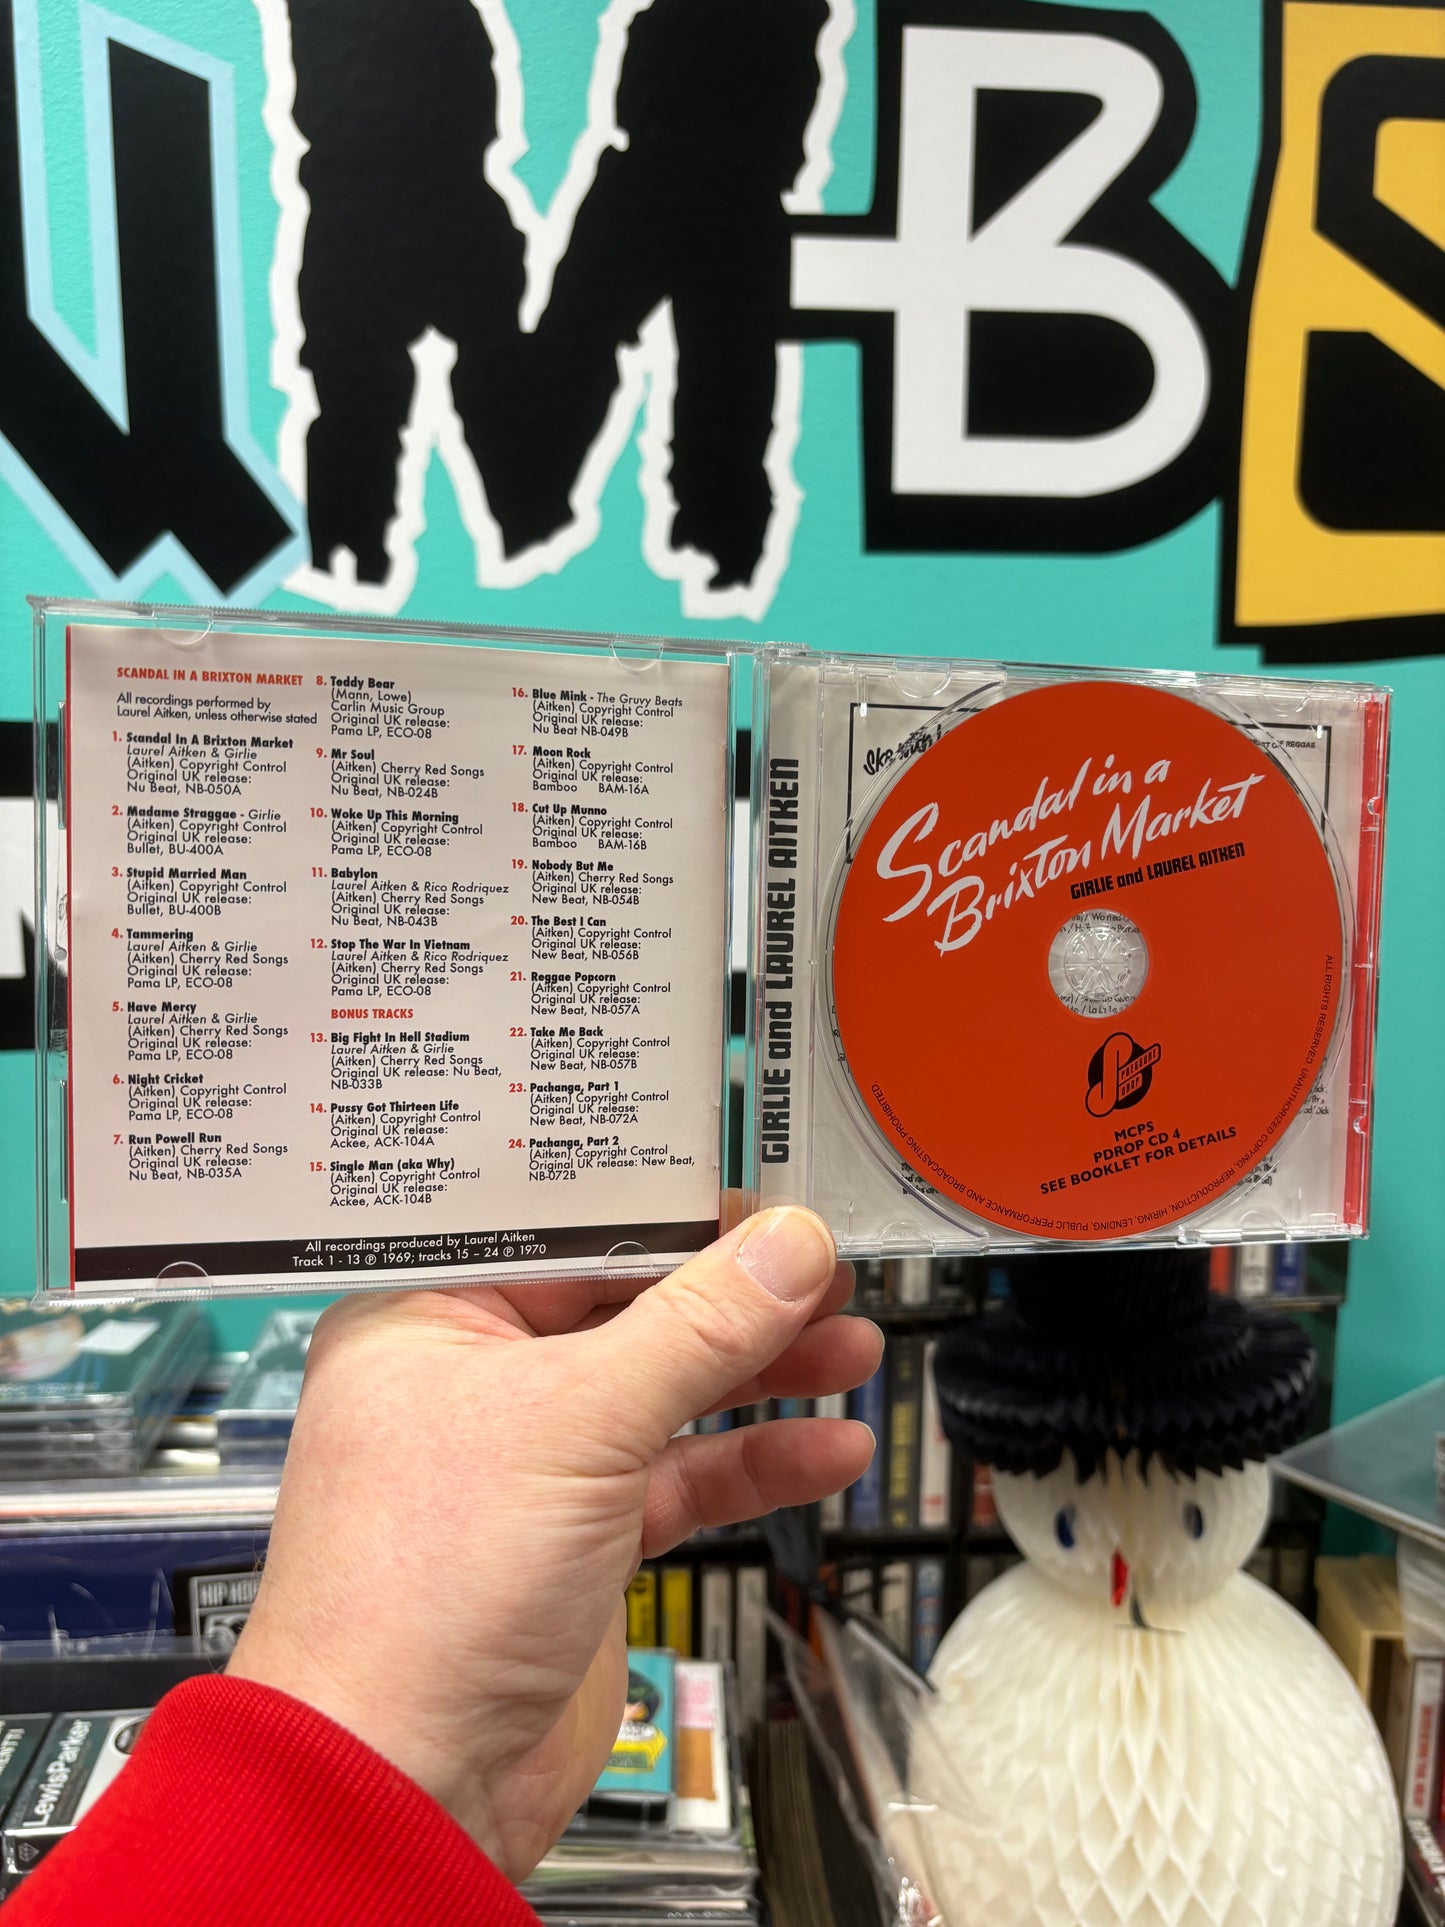 SCANDAL IN A BRIXTON MARKET
All recordings performed by
Laurel Aitken, unless otherwise stated
1. Scandal In A Brixton Market
Laurel Aitken & Girlie
(Aitken) Copyright Control
Original UK release:
Nu Beat, NB-050A
2. Madame Straggae - Girlie
(Aitken) Copyright Control
Original UK release:
Bullet, BU-400A
3. Stupid Married Man
(Aitken) Copyright Control
Original UK release:
Bullet, BU-400B
4. Tammering
Laurel Aitken & Girlie
(Aitken) Cherry Red Songs
Original UK release:
Pama LP, ECO-08
5. Have Mercy
Laurel Aitken & Girlie
(Aitken) Cherry Red Songs
Original UK release:
Pama LP, ECO-08
6. Night Cricket
(Aitken) Copyright Control
Original UK release:
Pama LP, ECO-08
7. Run Powell Run
(Aitken) Cherry Red Songs
Original UK release:
Nu Beat, NB-035A
8. Teddy Bear
(Mann, Lowe)
Carlin Music Group
Original UK release:
Pama LP, ECO-08
9. Mr Soul
(Aitken) Cherry Red Songs
Original UK release:
Nu Beat, NB-024B
10. Woke Up This Morning
(Aitken) Copyright Control
Original UK release:
Pama LP, ECO-08
11. Babylon
Laurel Aitken & Rico Rodriquez
(Aitken) Cherry Red Songs
Original UK release:
Nu Beat, NB-043B
12. Stop The War In Vietnam
Laurel Aitken & Rico Rodriquez
(Aitken) Cherry Red Songs
Original UK release:
Pama LP, ECO-08
BONUS TRACKS
13. Big Fight In Hell Stadium
Laurel Aitken & Girlie
(Aitken) Cherry Red Songs
Original UK release: Nu Beat,
NB-033B
14. Pussy Got Thirteen Life
(Aitken) Copyright Control
Original UK release:
Ackee, ACK-104A
15. Single Man (aka Why)
(Aitken) Copyright Control
Original UK release:
Ackee, ACK-104B
16. Blue Mink - The Gruvy Beats
(Aitken) Copyright Control
Original UK release:
Nu Beat NB-049B
17. Moon Rock
(Aitken) Copyright Control
Original UK release:
Bamboo BAM-16A
18. Cut Up Munno
(Aitken) Copyright Control
Original UK release:
Bamboo BAM-16B
19. Nobody But Me
(Aitken) Cherry Red Songs
Original UK release:
New Beat, NB-054B
20. The Best I Can
(Aitken) Copyright Control
Original UK release:
New Beat, NB-056B
21. Reggae Popcorn
(Aitken) Copyright Control
Original UK release:
New Beat, NB-057A
22. Take Me Back
(Aitken) Copyright Control
Original UK release:
New Beat, NB-057B
23. Pachanga, Part 1
(Aitken) Copyright Control
Original UK release:
New Beat, NB-072A
24. Pachanga, Part 2
(Aitken) Copyright Control
Original UK release: New Beat,
NB-072B
All recordings produced by Laurel Aitken
Track 1 - 13 ℗ 1969; tracks 15 – 24 ℗ 1970
GIRLIE and LAUREL AITKEN
Scandal in a
Brixton Market
GIRLIE and LAUREL AITKEN
PRESSURE
DROP
MCPS
PDROP CD 4
SEE BOOKLET FOR DETAILS
ALL RIGHTS RESERVED. UNAUTHORIZED COPYING, REPRODUCTION, HIRING, LENDING, PUBLIC PERFORMANCE AND BROADCASTING PROHIBITED
OF REGGAE
HIP HOP
LewisParker